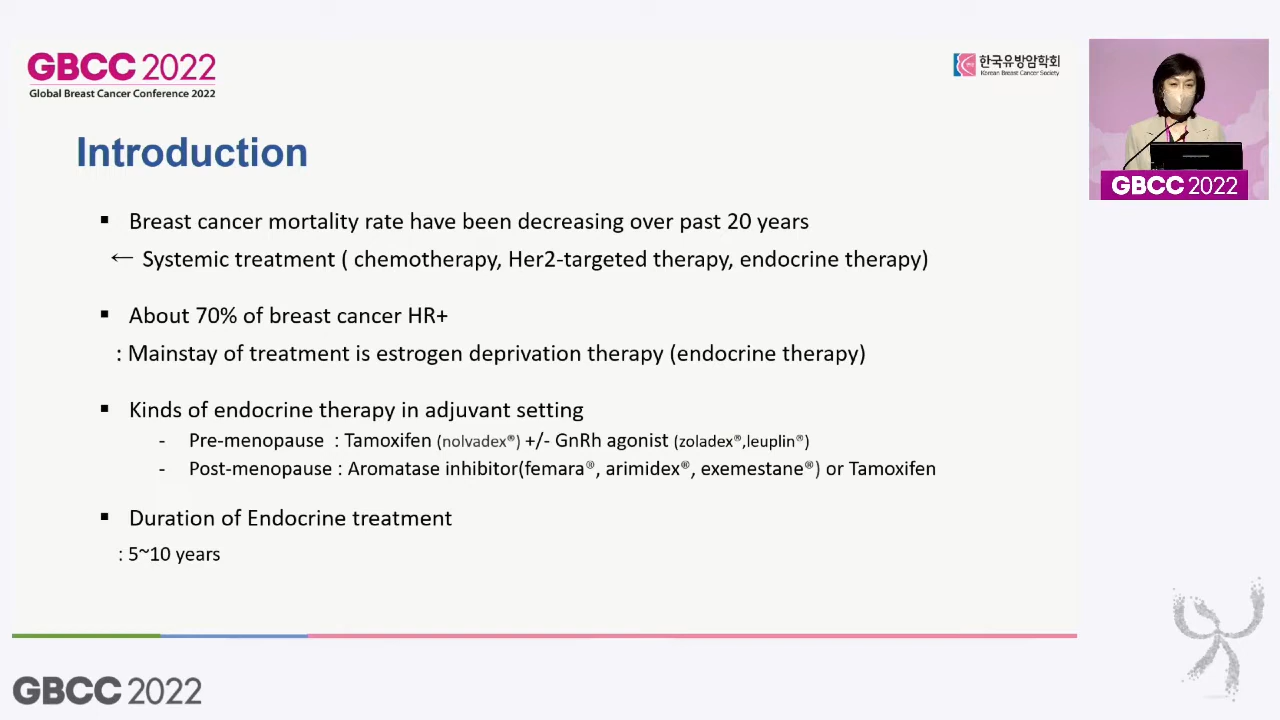 GBCC 2022
Global Breast Cancer Conference 2022
한국유방암학회
Korean Breast Cancer Society
Introduction
▪ Breast cancer mortality rate have been decreasing over past 20 years
← Systemic treatment ( chemotherapy, Her2-targeted therapy, endocrine therapy)
▪ About 70% of breast cancer HR+
: Mainstay of treatment is estrogen deprivation therapy (endocrine therapy)
▪ Kinds of endocrine therapy in adjuvant setting
- Pre-menopause : Tamoxifen (nolvadex®) +/- GnRh agonist (zoladex®,leuplin®)
- Post-menopause : Aromatase inhibitor(femara®, arimidex®, exemestane®) or Tamoxifen
▪ Duration of Endocrine treatment
: 5~10 years
GBCC 2022
GBCC 2022